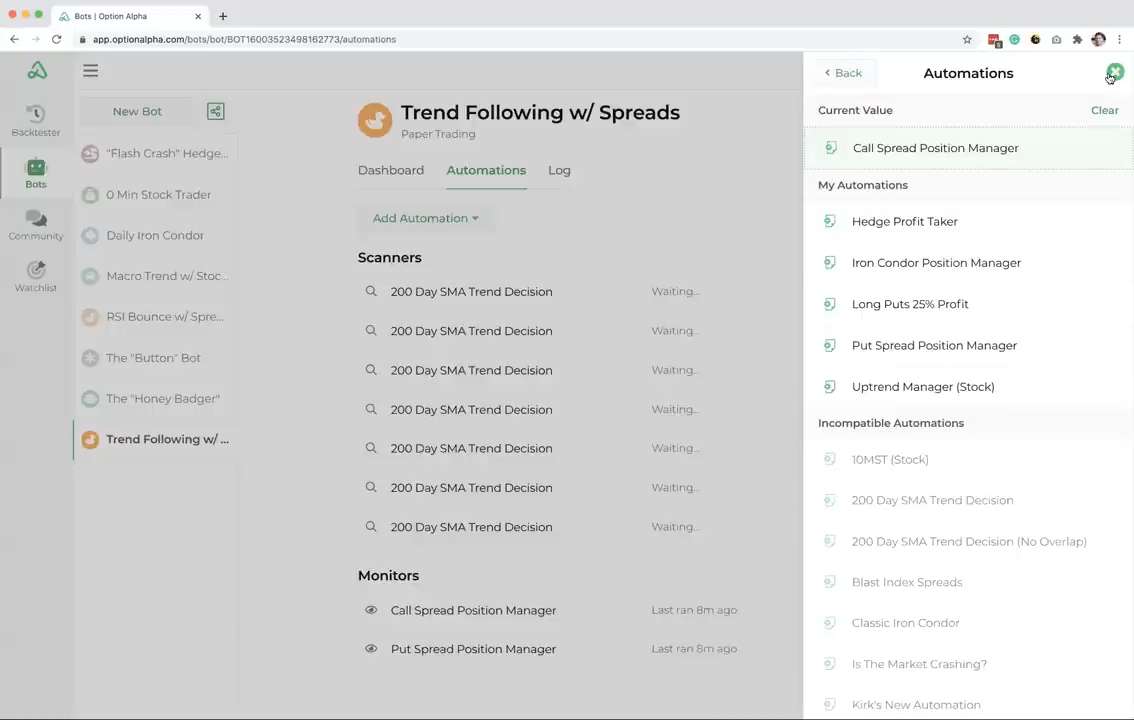 Bots | Option Alpha
app.optionalpha.com/bots/bot/BOT16003523498162773/automations
Backtester
Bots
Community
Watchlist
New Bot
"Flash Crash" Hedge...
0 Min Stock Trader
Daily Iron Condor
Macro Trend w/ Stoc...
RSI Bounce w/ Spre...
The "Button" Bot
The "Honey Badger"
Trend Following w/ ...
Trend Following w/ Spreads
Paper Trading
Dashboard Automations Log
Add Automation
Scanners
200 Day SMA Trend Decision Waiting...
200 Day SMA Trend Decision Waiting...
200 Day SMA Trend Decision Waiting...
200 Day SMA Trend Decision Waiting...
200 Day SMA Trend Decision Waiting...
200 Day SMA Trend Decision Waiting...
200 Day SMA Trend Decision Waiting...
Monitors
Call Spread Position Manager Last ran 8m ago
Put Spread Position Manager Last ran 8m ago
Back Automations
Current Value Clear
Call Spread Position Manager
My Automations
Hedge Profit Taker
Iron Condor Position Manager
Long Puts 25% Profit
Put Spread Position Manager
Uptrend Manager (Stock)
Incompatible Automations
10MST (Stock)
200 Day SMA Trend Decision
200 Day SMA Trend Decision (No Overlap)
Blast Index Spreads
Classic Iron Condor
Is The Market Crashing?
Kirk's New Automation